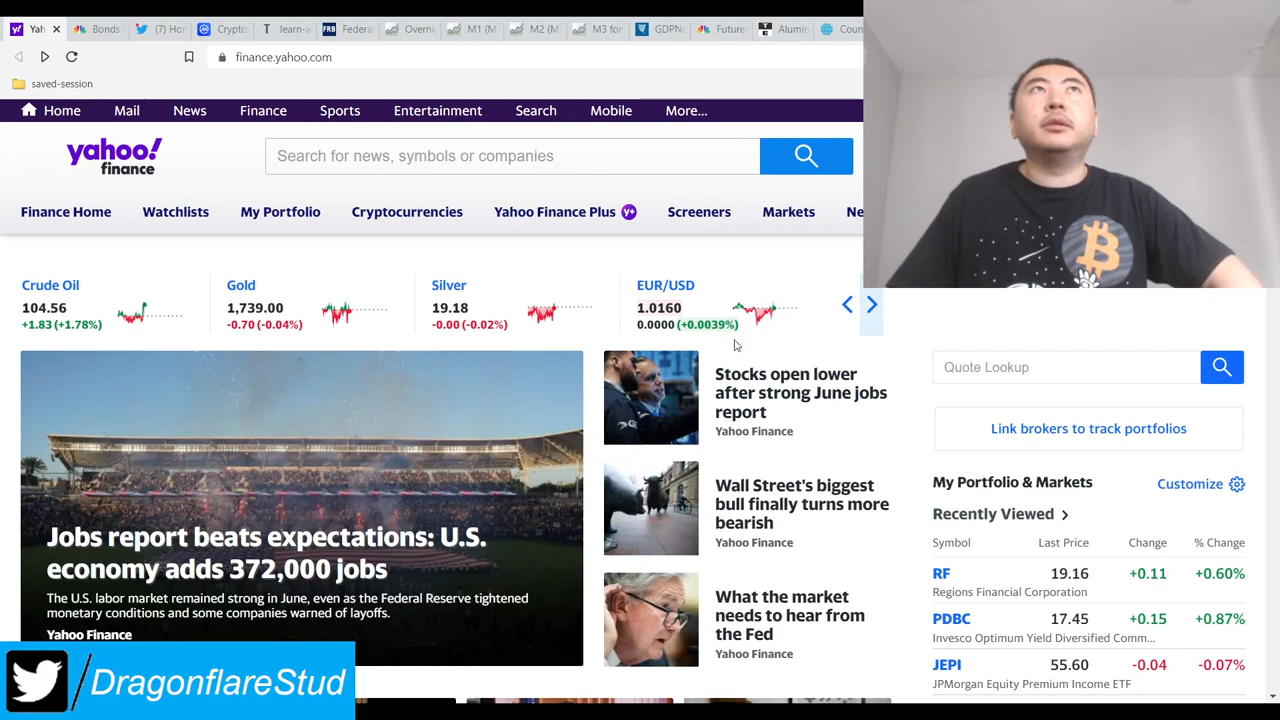 Yah
Bonds
(7) Ho
Crypto
learn-a
FRB
Federal
Overni
M1 (M
M2 (M
M3 for
GDPN
Future
Alumin
Coun
finance.yahoo.com
saved-session
Home
Mail
News
Finance
Sports
Entertainment
Search
Mobile
More...
yahoo!
finance
Search for news, symbols or companies
Finance Home
Watchlists
My Portfolio
Cryptocurrencies
Yahoo Finance Plus y+
Screeners
Markets
Ne
Crude Oil
104.56
+1.83 (+1.78%)
Gold
1,739.00
-0.70 (-0.04%)
Silver
19.18
-0.00 (-0.02%)
EUR/USD
1.0160
0.0000 (+0.0039%)
Jobs report beats expectations: U.S.
economy adds 372,000 jobs
The U.S. labor market remained strong in June, even as the Federal Reserve tightened
monetary conditions and some companies warned of layoffs.
Yahoo Finance
Stocks open lower
after strong June jobs
report
Yahoo Finance
Wall Street's biggest
bull finally turns more
bearish
Yahoo Finance
What the market
needs to hear from
the Fed
Yahoo Finance
Quote Lookup
Link brokers to track portfolios
My Portfolio & Markets
Customize
Recently Viewed
Symbol Last Price Change % Change
RF 19.16 +0.11 +0.60%
Regions Financial Corporation
PDBC 17.45 +0.15 +0.87%
Invesco Optimum Yield Diversified Comm...
JEPI 55.60 -0.04 -0.07%
JPMorgan Equity Premium Income ETF
/DragonflareStud